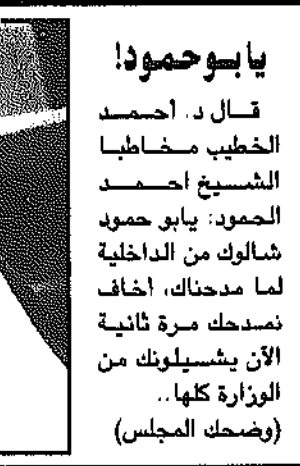 يابوحمود!
قال د. أحمد
الخطيب مخاطبا
الشيخ احمد
الحمود: يابو حمود
شالوك من الداخلية
لما مدحناك، اخاف
نمدحك مرة ثانية
الآن يشيلونك من
الوزارة كلها..
(وضحك المجلس)